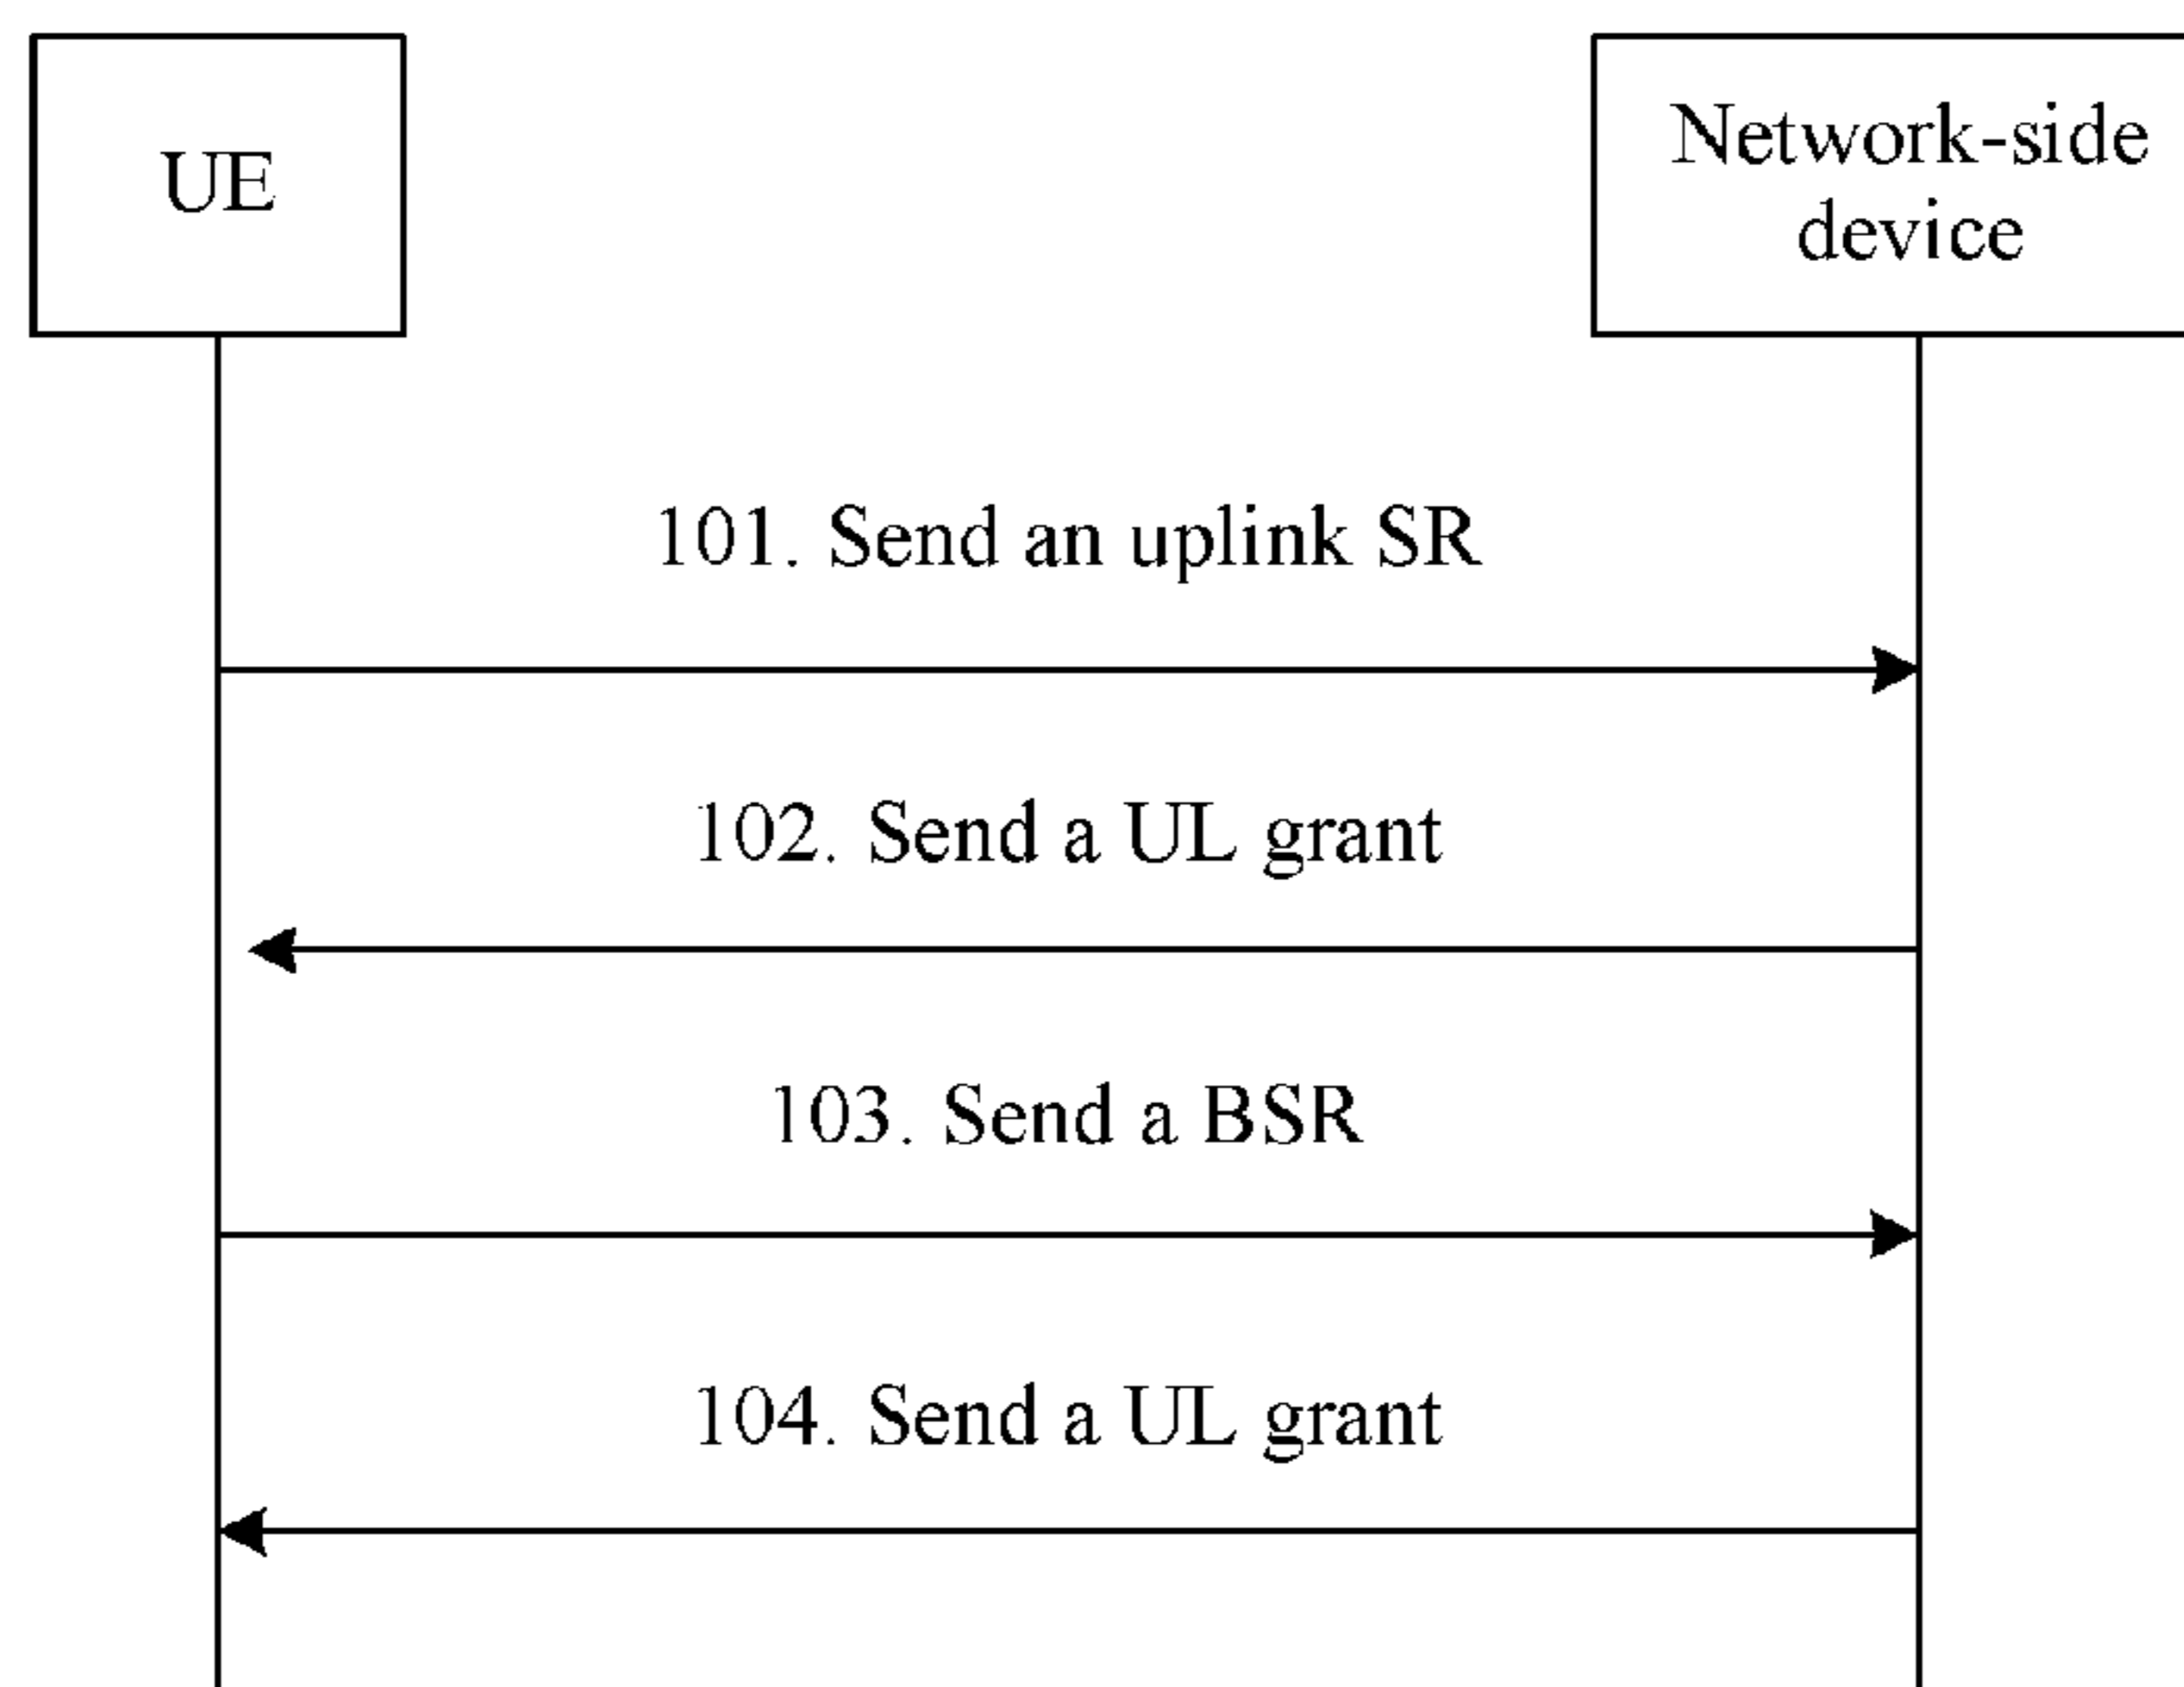 UE
Network-side
device
101. Send an uplink SR
102. Send a UL grant
103. Send a BSR
104. Send a UL grant